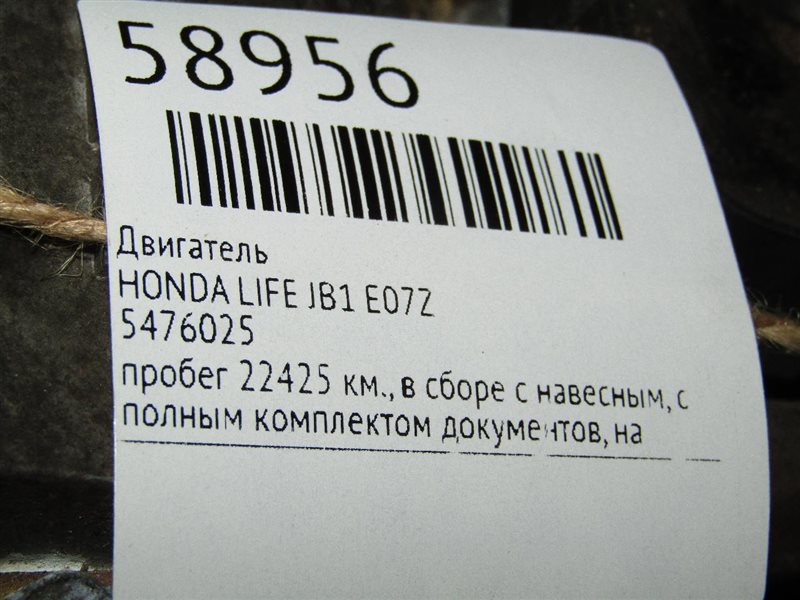 58956
Двигатель
HONDA LIFE JB1 E07Z
5476025
пробег 22425 км., в сборе с навесным, с
полным комплектом документов, на